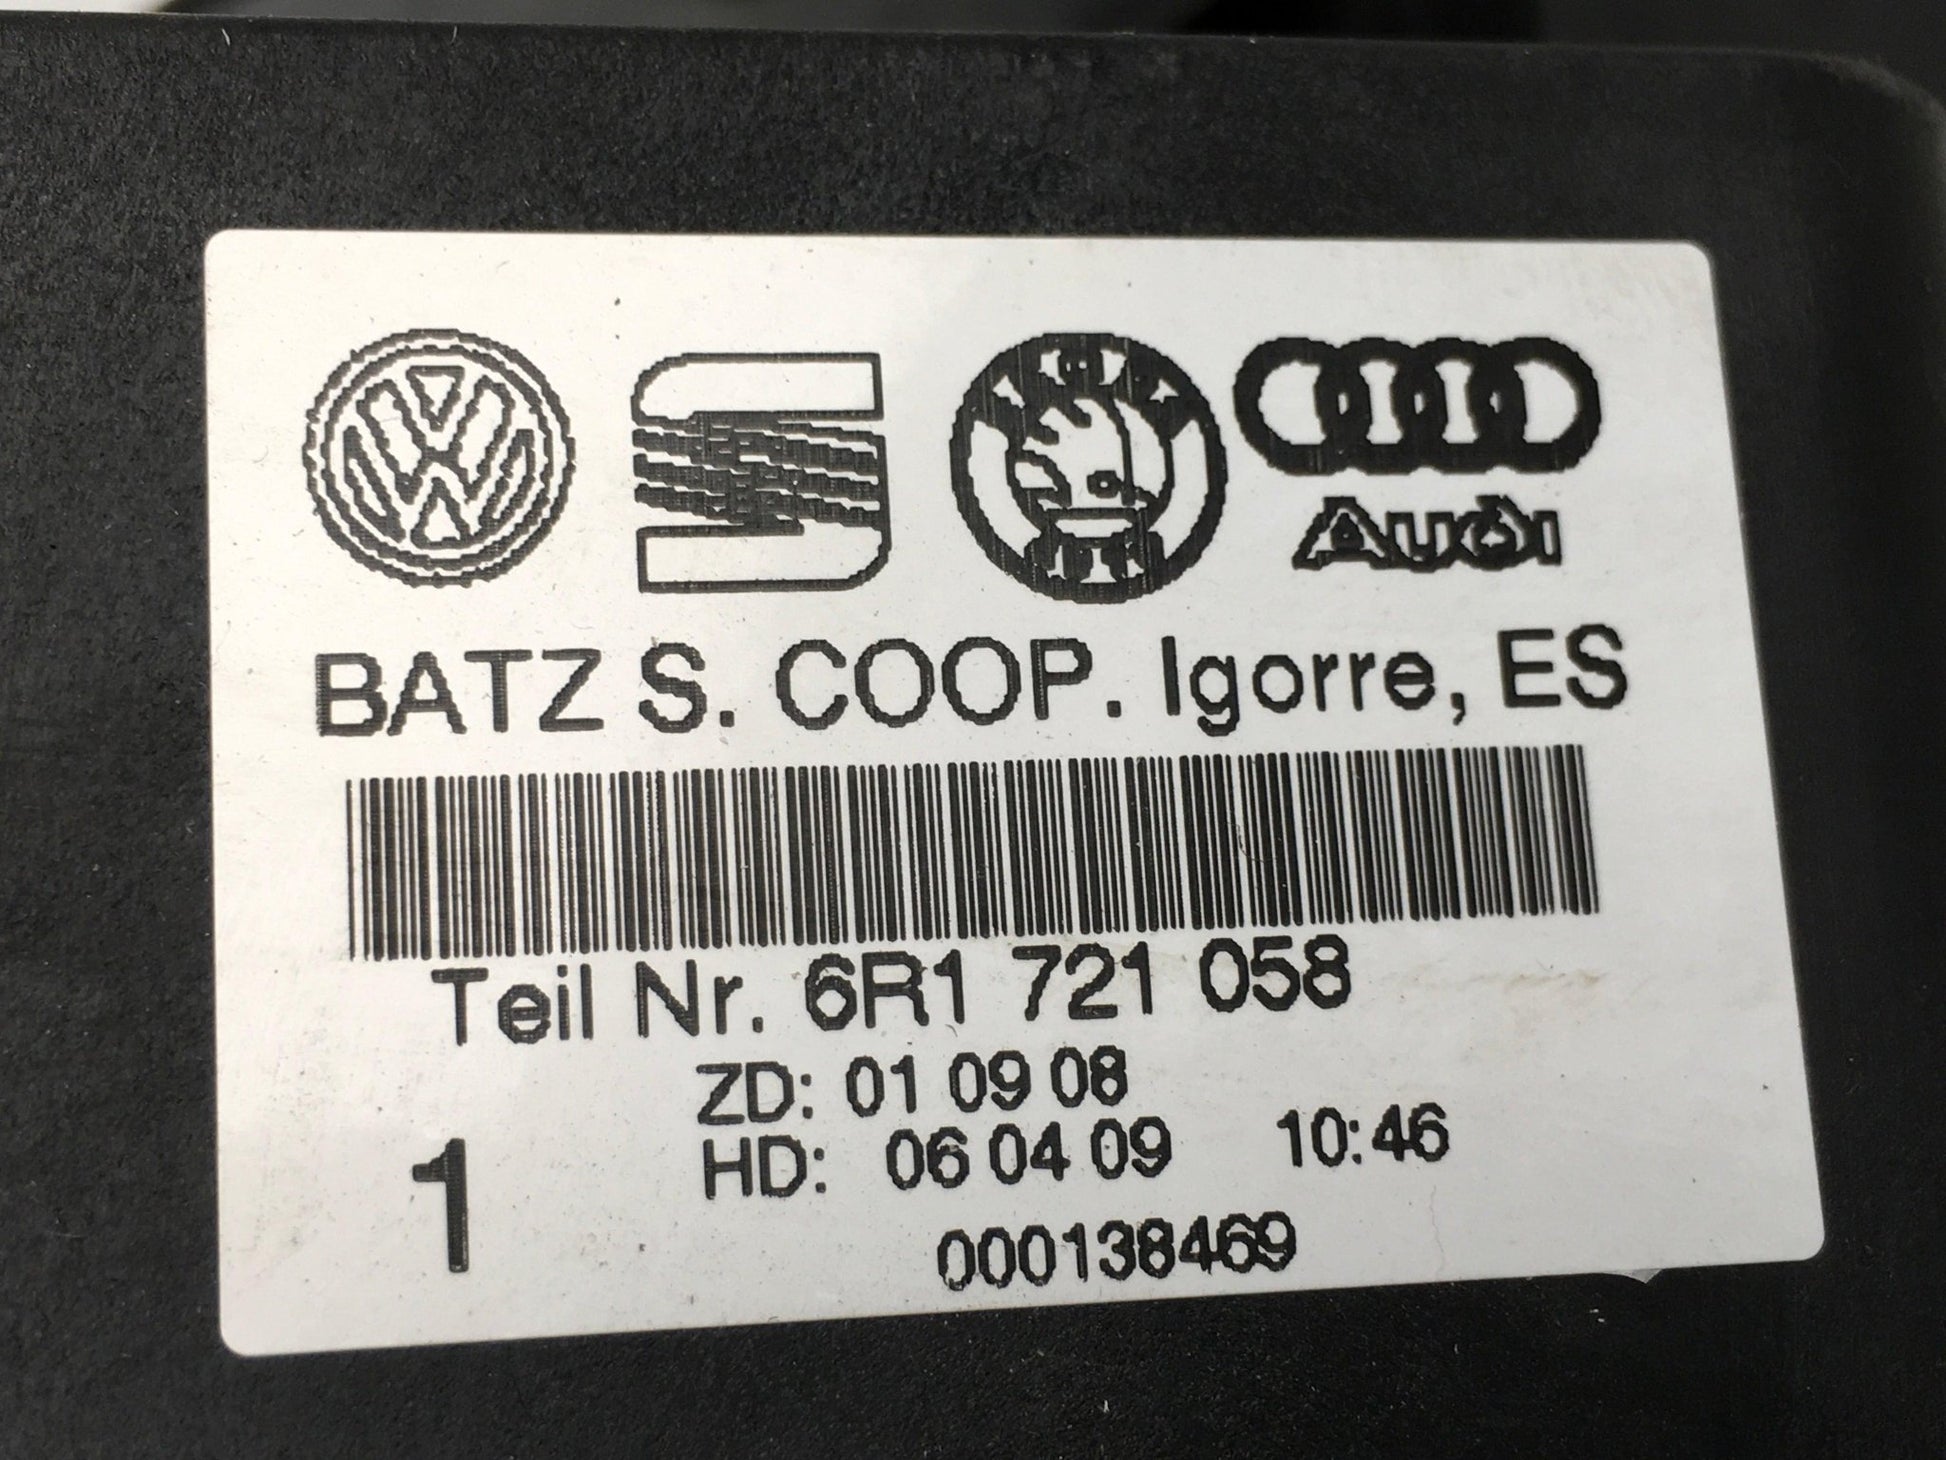 Audi
BATZ S. COOP. Igorre, ES
Teil Nr. 6R1 721 058
ZD: 01 09 08
HD: 06 04 09 10:46
1
000138469